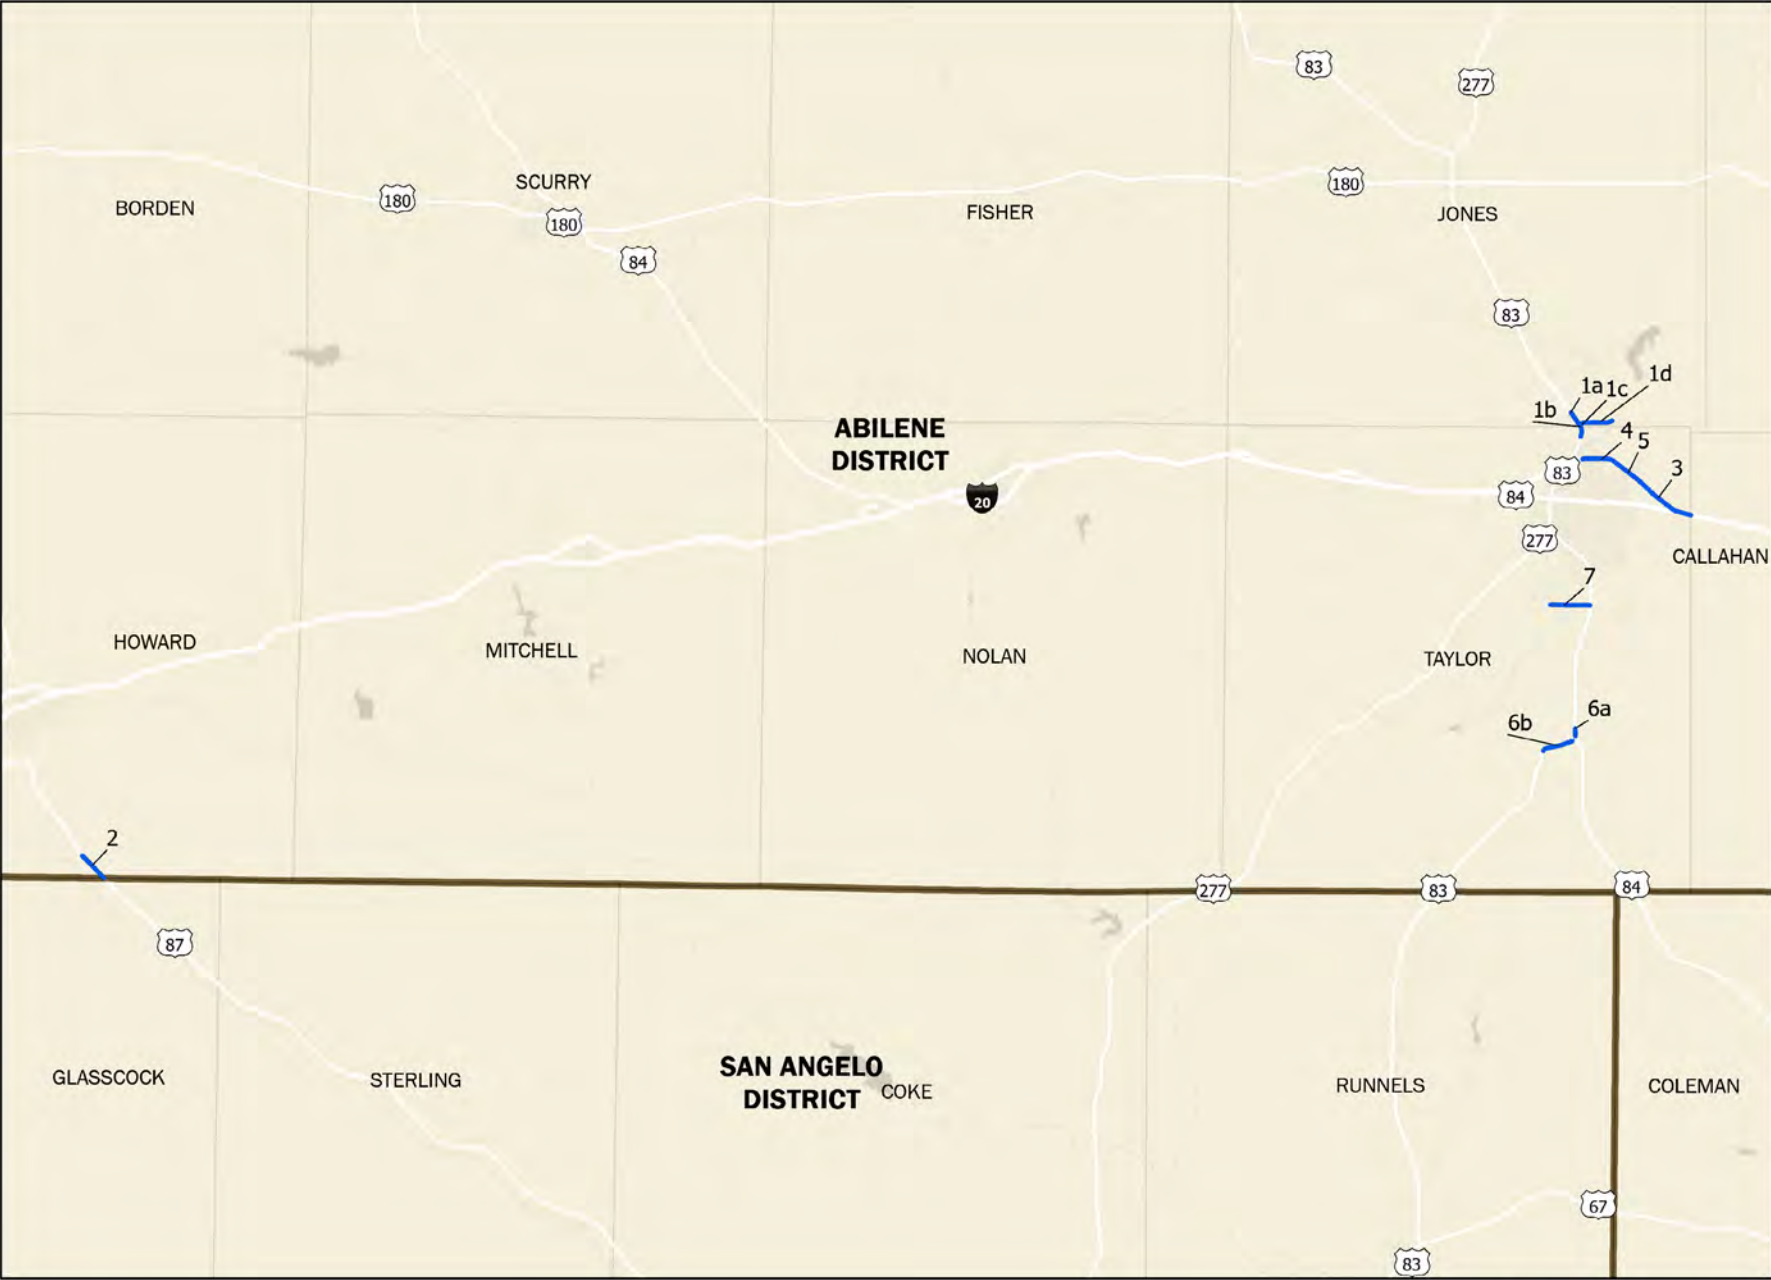 83
277
SCURRY
180
180
BORDEN
180
FISHER
JONES
84
83
1a
1c
1d
1b
ABILENE
DISTRICT
4
5
3
83
84
20
277
CALLAHAN
7
HOWARD
MITCHELL
NOLAN
TAYLOR
6b
6a
2
277
83
84
87
GLASSCOCK
STERLING
SAN ANGELO
DISTRICT
COKE
RUNNELS
COLEMAN
67
83